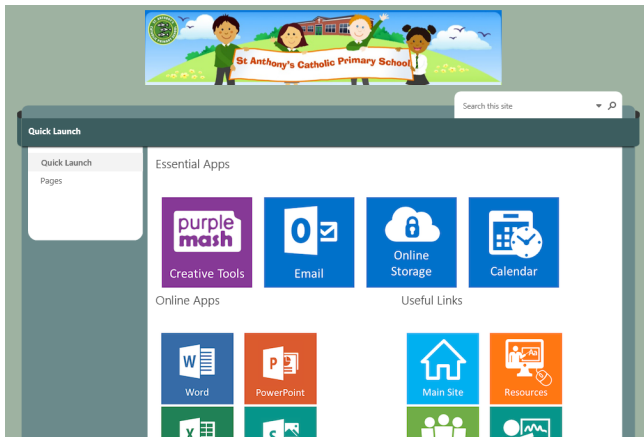 St Anthony's Catholic Primary School
Search this site
Quick Launch
Quick Launch
Pages
Essential Apps
purple
mash
Creative Tools
Email
Online
Storage
Calendar
Online Apps
Useful Links
Word
PowerPoint
Main Site
Resources